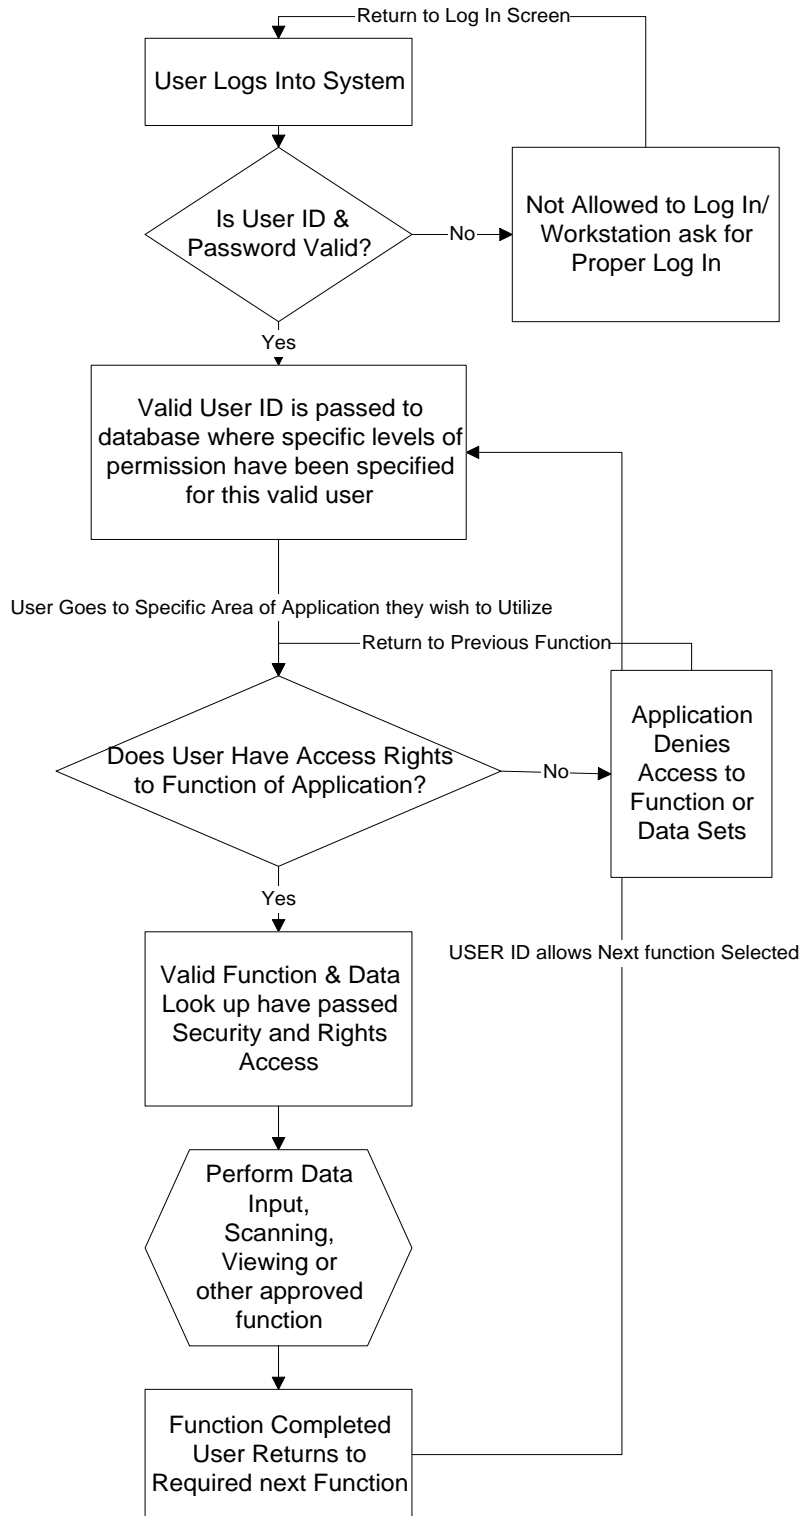 Return to Log In Screen
User Logs Into System
Is User ID &
Password Valid?
No
Not Allowed to Log In/
Workstation ask for
Proper Log In
Yes
Valid User ID is passed to
database where specific levels of
permission have been specified
for this valid user
User Goes to Specific Area of Application they wish to Utilize
Return to Previous Function
Does User Have Access Rights
to Function of Application?
No
Application
Denies
Access to
Function or
Data Sets
Yes
USER ID allows Next function Selected
Valid Function & Data
Look up have passed
Security and Rights
Access
Perform Data
Input,
Scanning,
Viewing or
other approved
function
Function Completed
User Returns to
Required next Function